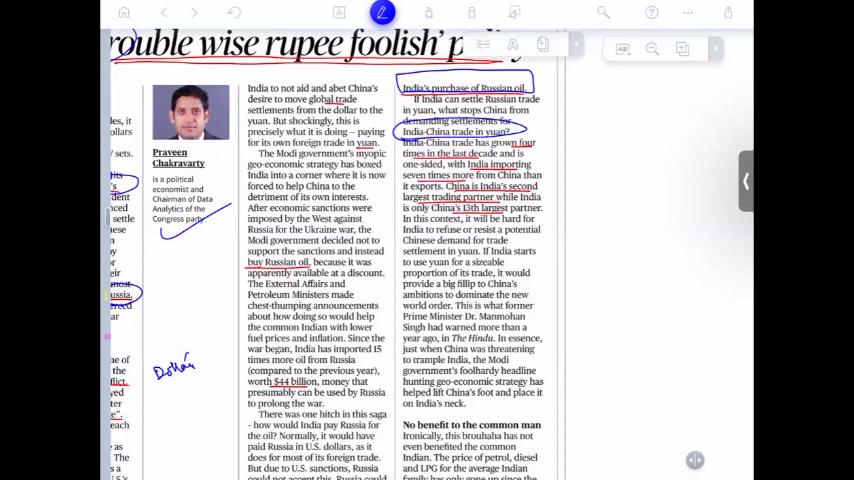 rouble wise rupee foolish' p
Praveen
Chakravarty
is a political
economist and
Chairman of Data
Analytics of the
Congress party
Dollar
India to not aid and abet China's
desire to move global trade
settlements from the dollar to the
yuan. But shockingly, this is
precisely what it is doing – paying
for its own foreign trade in yuan.
The Modi government's myopic
geo-economic strategy has boxed
India into a corner where it is now
forced to help China to the
detriment of its own interests.
After economic sanctions were
imposed by the West against
Russia for the Ukraine war, the
Modi government decided not to
support the sanctions and instead
buy Russian oil, because it was
apparently available at a discount.
The External Affairs and
Petroleum Ministers made
chest-thumping announcements
about how doing so would help
the common Indian with lower
fuel prices and inflation. Since the
war began, India has imported 15
times more oil from Russia
(compared to the previous year),
worth $44 billion, money that
presumably can be used by Russia
to prolong the war.
There was one hitch in this saga
- how would India pay Russia for
the oil? Normally, it would have
paid Russia in U.S. dollars, as it
does for most of its foreign trade.
But due to U.S. sanctions, Russia
could not accept this. Russia could
India's purchase of Russian oil.
If India can settle Russian trade
in yuan, what stops China from
demanding settlements for
India-China trade in yuan?
India-China trade has grown four
times in the last decade and is
one-sided, with India importing
seven times more from China than
it exports. China is India's second
largest trading partner while India
is only China's 13th largest partner.
In this context, it will be hard for
India to refuse or resist a potential
Chinese demand for trade
settlement in yuan. If India starts
to use yuan for a sizeable
proportion of its trade, it would
provide a big fillip to China's
ambitions to dominate the new
world order. This is what former
Prime Minister Dr. Manmohan
Singh had warned more than a
year ago, in The Hindu. In essence,
just when China was threatening
to trample India, the Modi
government's foolhardy headline
hunting geo-economic strategy has
helped lift China's foot and place it
on India's neck.
No benefit to the common man
Ironically, this brouhaha has not
even benefited the common
Indian. The price of petrol, diesel
and LPG for the average Indian
family has only gone up since the